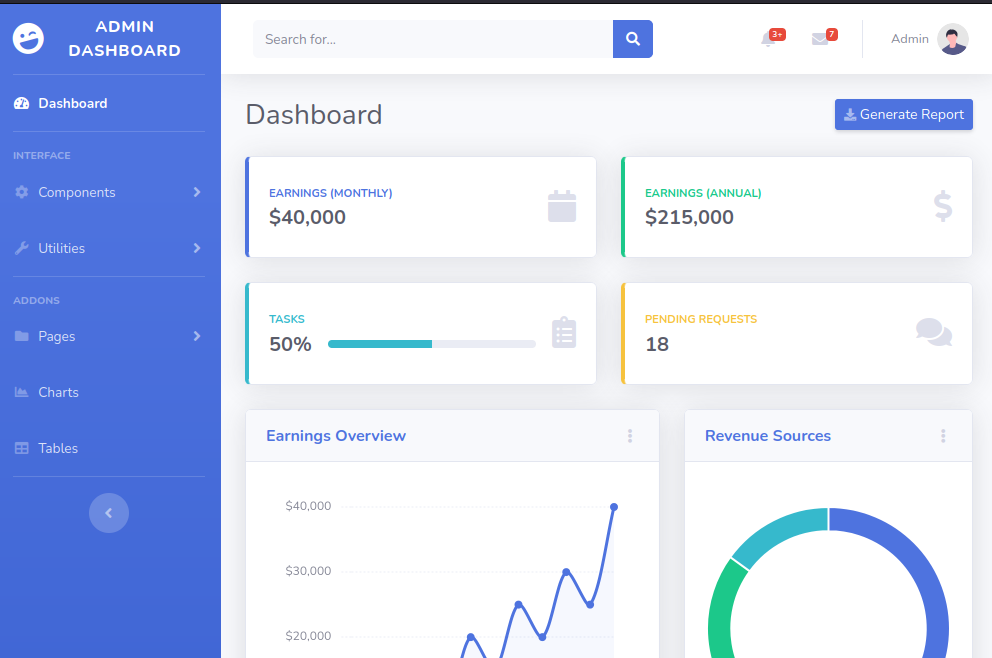 ADMIN
DASHBOARD
Dashboard
INTERFACE
Components
Utilities
ADDONS
Pages
Charts
Tables
Search for...
3+
7
Admin
Dashboard
Generate Report
EARNINGS (MONTHLY)
$40,000
EARNINGS (ANNUAL)
$215,000
TASKS
50%
PENDING REQUESTS
18
Earnings Overview
$40,000
$30,000
$20,000
Revenue Sources